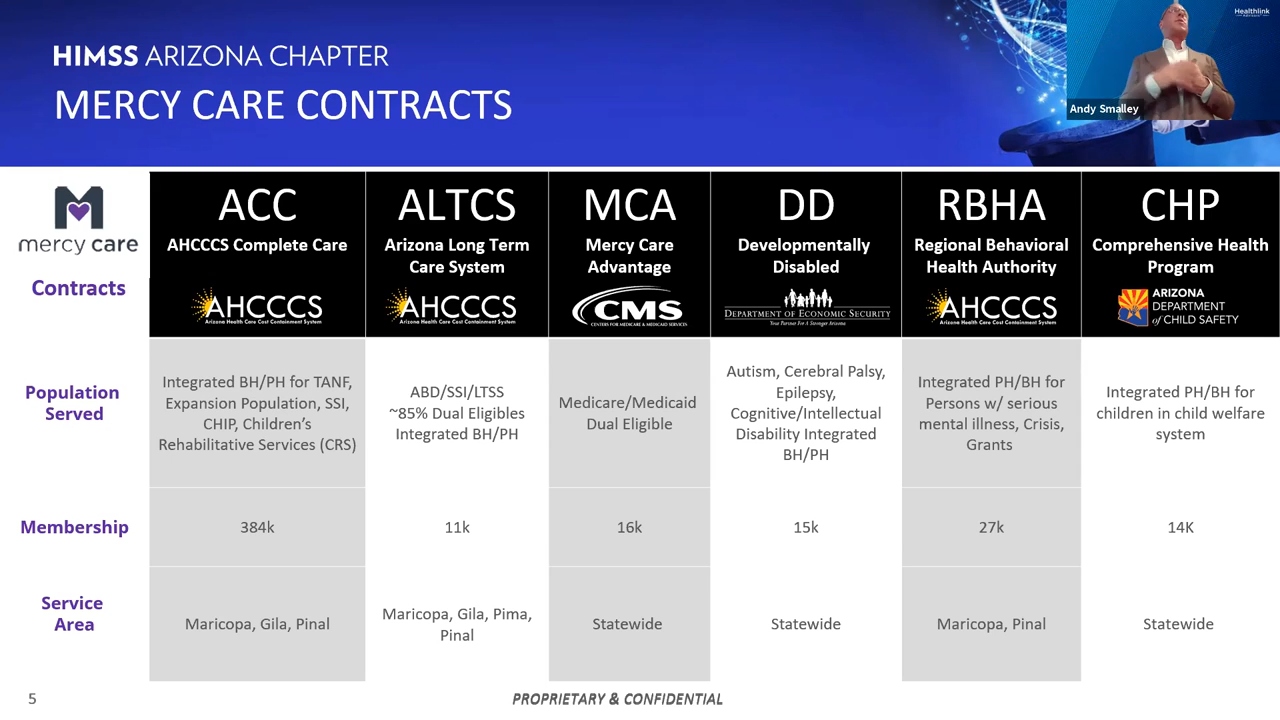 HIMSS ARIZONA CHAPTER
MERCY CARE CONTRACTS
Healthlink
Andy Smalley
mercy care
Contracts
ACC
AHCCCS Complete Care
AHCCCS
Arizona Health Care Cost Containment System
ALTCS
Arizona Long Term
Care System
AHCCCS
Arizona Health Care Cost Containment System
MCA
Mercy Care
Advantage
CMS
CENTERS FOR MEDICARE & MEDICAID SERVICES
DD
Developmentally
Disabled
DEPARTMENT OF ECONOMIC SECURITY
Your Partner For A Stronger Arizona
RBHA
Regional Behavioral
Health Authority
AHCCCS
Arizona Health Care Cost Containment System
CHP
Comprehensive Health
Program
ARIZONA
DEPARTMENT
of CHILD SAFETY
Population
Served
Integrated BH/PH for TANF,
Expansion Population, SSI,
CHIP, Children’s
Rehabilitative Services (CRS)
ABD/SSI/LTSS
~85% Dual Eligibles
Integrated BH/PH
Medicare/Medicaid
Dual Eligible
Autism, Cerebral Palsy,
Epilepsy,
Cognitive/Intellectual
Disability Integrated
BH/PH
Integrated PH/BH for
Persons w/ serious
mental illness, Crisis,
Grants
Integrated PH/BH for
children in child welfare
system
Membership
384k
11k
16k
15k
27k
14K
Service
Area
Maricopa, Gila, Pinal
Maricopa, Gila, Pima,
Pinal
Statewide
Statewide
Maricopa, Pinal
Statewide
5
PROPRIETARY & CONFIDENTIAL